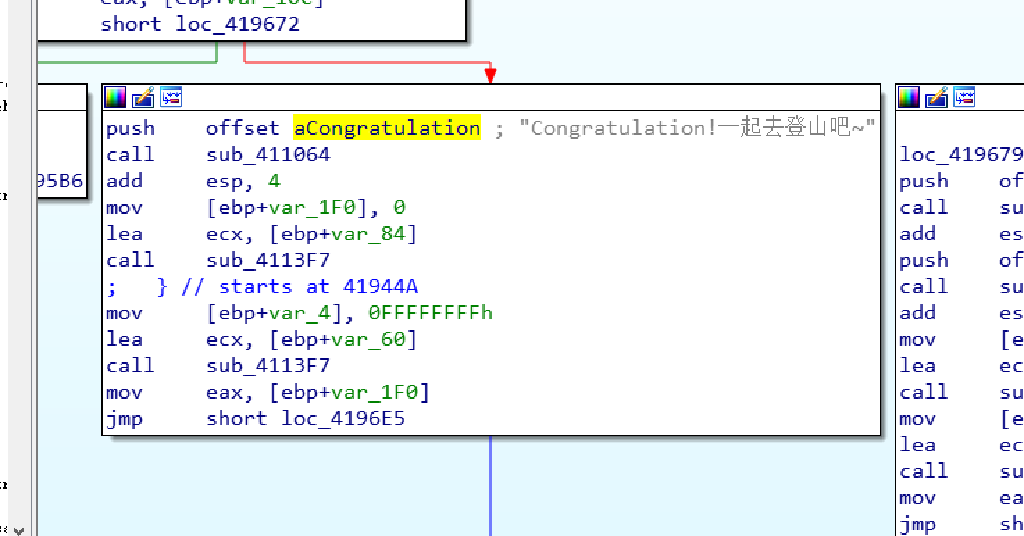 short loc_419672
push offset aCongratulation ; "Congratulation!一起去登山吧~"
call sub_411064
add esp, 4
mov [ebp+var_1F0], 0
lea ecx, [ebp+var_84]
call sub_4113F7
; } // starts at 41944A
mov [ebp+var_4], 0FFFFFFFFh
lea ecx, [ebp+var_60]
call sub_4113F7
mov eax, [ebp+var_1F0]
jmp short loc_4196E5
95B6
loc_419679
push of
call su
add es
push of
call su
add es
mov [e
lea ec
call su
mov [e
lea ec
call su
mov ea
jmp sh